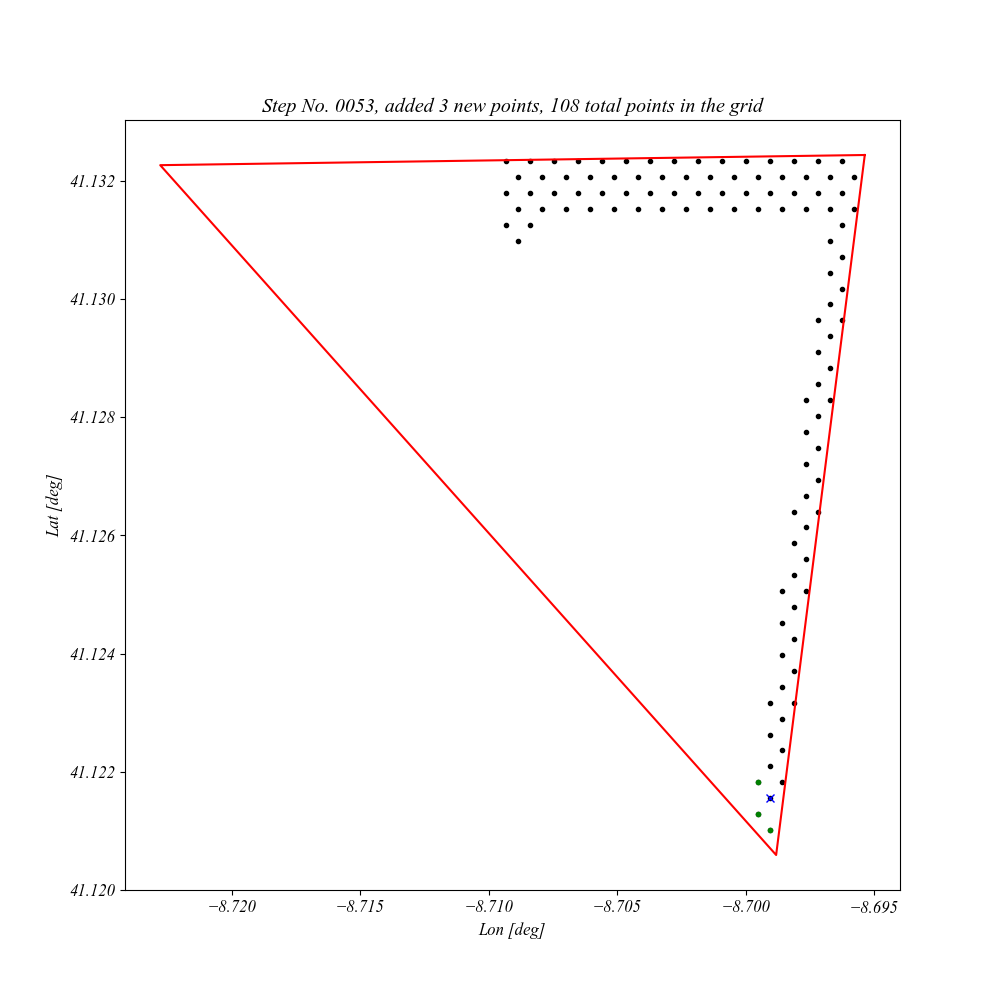 Step No. 0053, added 3 new points, 108 total points in the grid
Lat [deg]
41.132
41.130
41.128
41.126
41.124
41.122
41.120
−8.720 −8.715 −8.710 −8.705 −8.700 −8.695
Lon [deg]